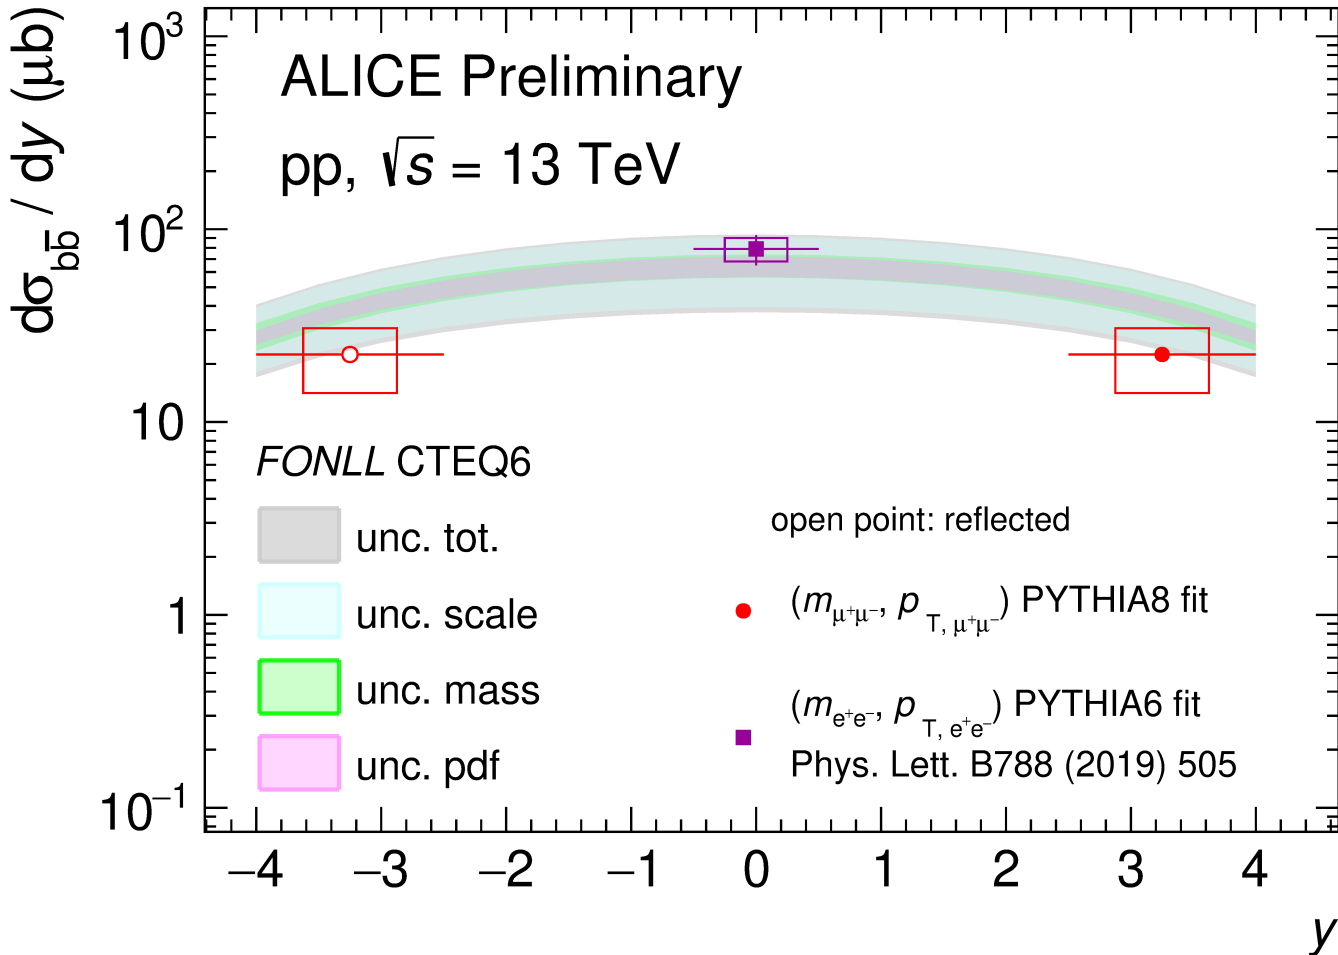 dσ_bb̄ / dy (μb)
10³
10²
10
1
10⁻¹
ALICE Preliminary
pp, √s = 13 TeV
FONLL CTEQ6
unc. tot.
unc. scale
unc. mass
unc. pdf
open point: reflected
(m_μ⁺μ⁻, p_T, μ⁺μ⁻) PYTHIA8 fit
(m_e⁺e⁻, p_T, e⁺e⁻) PYTHIA6 fit
Phys. Lett. B788 (2019) 505
−4 −3 −2 −1 0 1 2 3 4
y